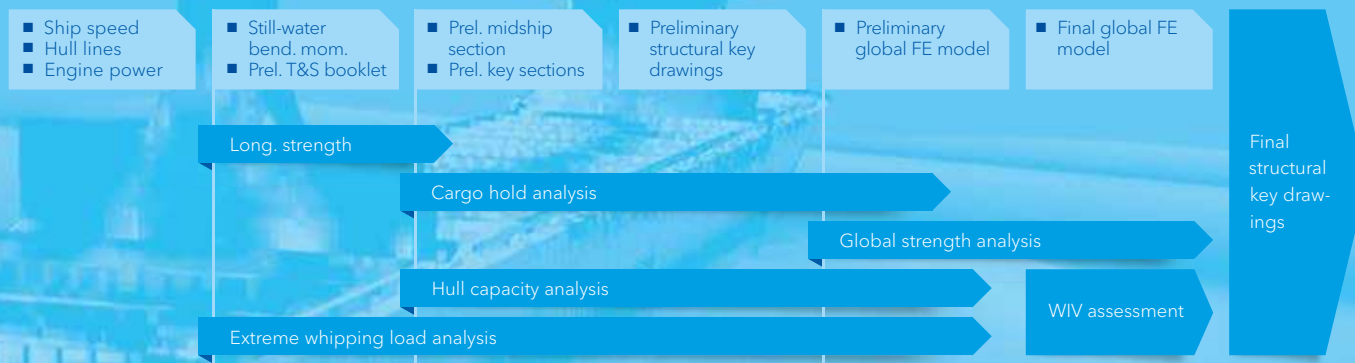 Ship speed
Hull lines
Engine power
Still-water
bend. mom.
Prel. T&S booklet
Prel. midship
section
Prel. key sections
Preliminary
structural key
drawings
Preliminary
global FE model
Final global FE
model
Long. strength
Cargo hold analysis
Global strength analysis
Hull capacity analysis
WIV assessment
Extreme whipping load analysis
Final
structural
key draw-
ings